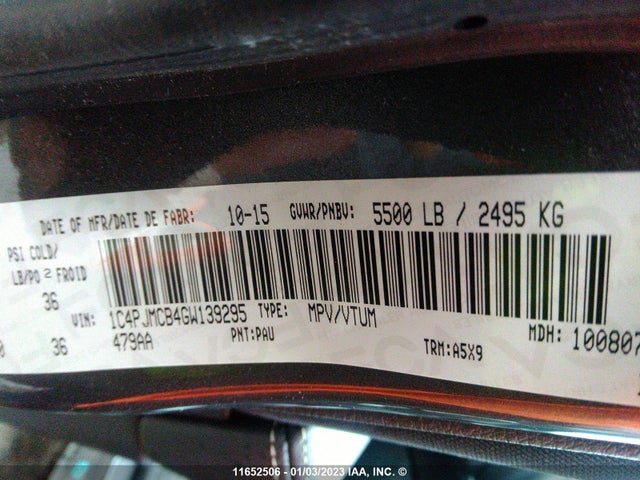 DATE OF MFR/DATE DE FABR: 10-15 GVWR/PNBV: 5500 LB / 2495 KG
PSI COLD/
LB/PO 2 FROID
36
VIN: 1C4PJMCB4GW139295 TYPE: MPV/VTUM MDH: 100807
0 36 479AA PNT:PAU TRM:A5X9
11652506 - 01/03/2023 IAA, INC. ©